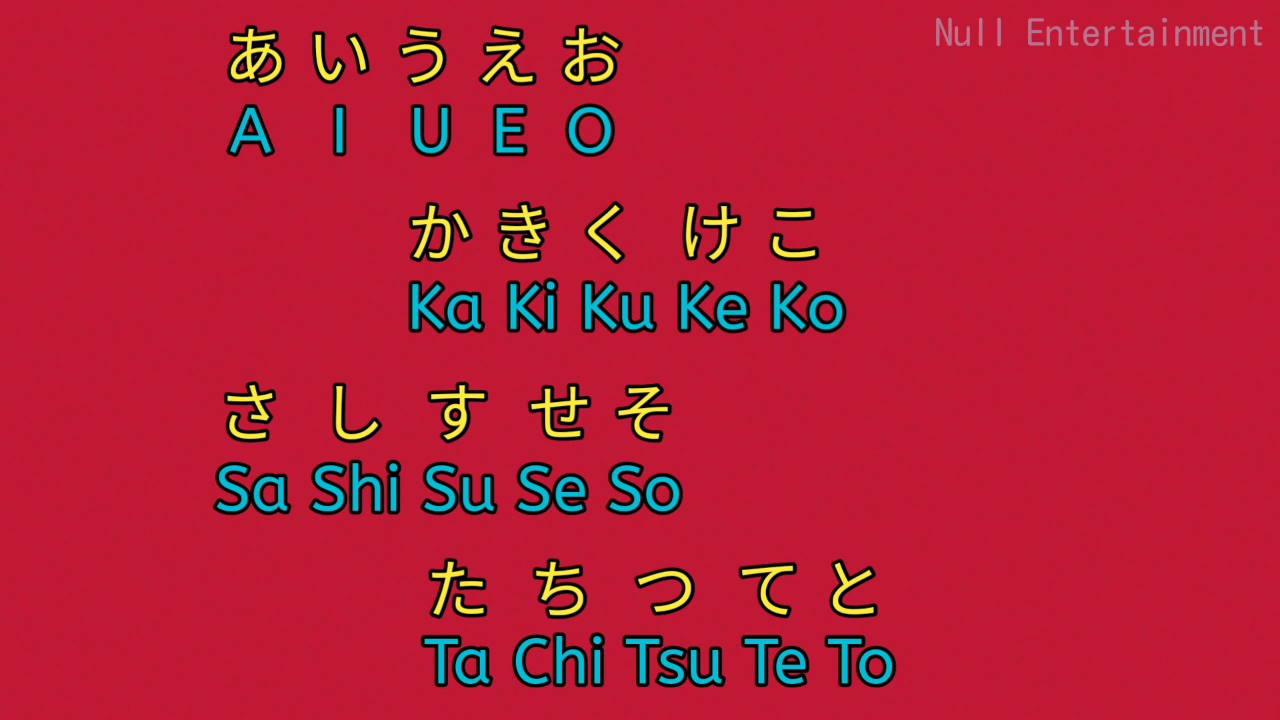 Null Entertainment
あ い う え お
A I U E O
か き く け こ
Ka Ki Ku Ke Ko
さ し す せ そ
Sa Shi Su Se So
た ち つ て と
Ta Chi Tsu Te To